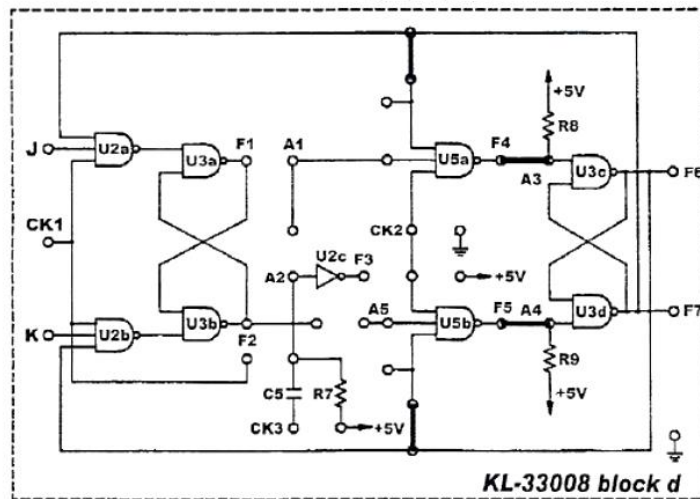 +5V
R8
J
U2a
U3a
F1
A1
U5a
F4
A3
U3c
F6
CK1
CK2
U2c
F3
A2
+5V
K
U2b
U3b
F2
A5
U5b
F5
A4
U3d
F7
C5
R7
R9
CK3
+5V
+5V
KL-33008 block d